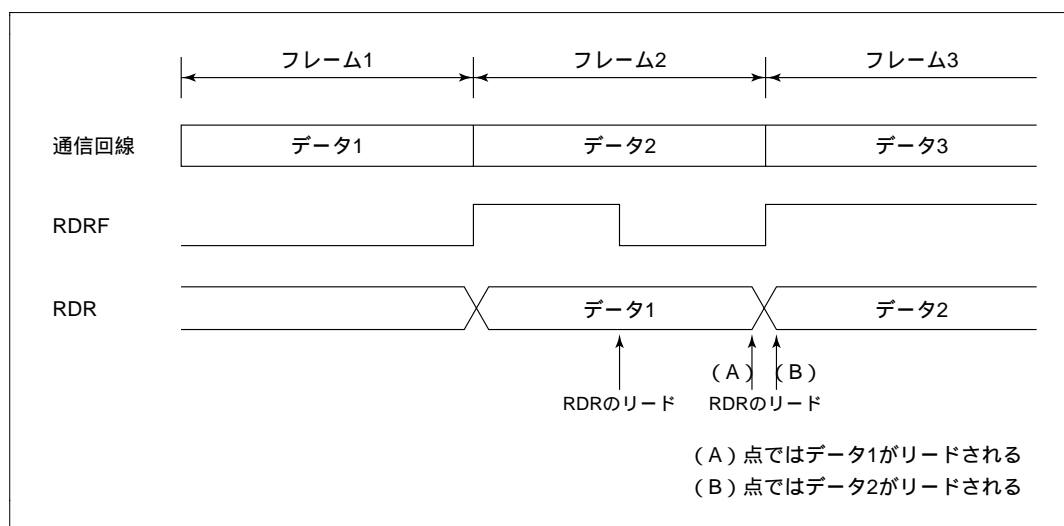 フレーム1 フレーム2 フレーム3
通信回線 データ1 データ2 データ3
RDRF
RDR データ1 データ2
(A) (B)
RDRのリード RDRのリード
(A)点ではデータ1がリードされる
(B)点ではデータ2がリードされる